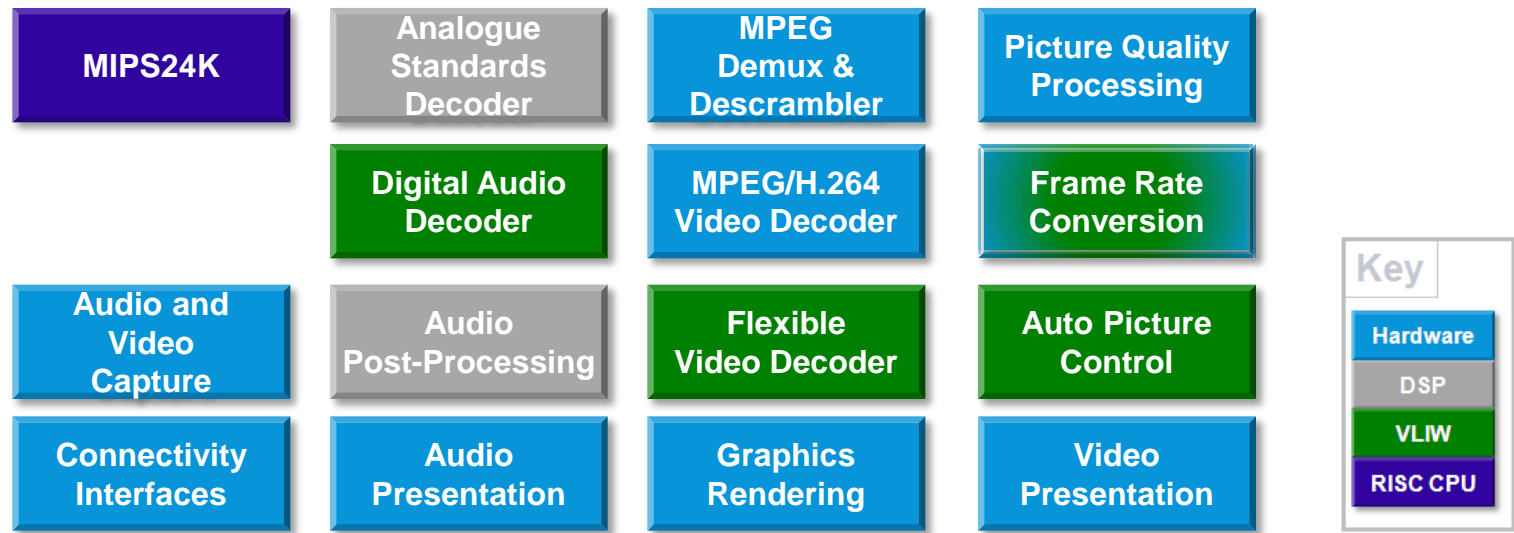 MIPS24K
Analogue
Standards
Decoder
MPEG
Demux &
Descrambler
Picture Quality
Processing
Digital Audio
Decoder
MPEG/H.264
Video Decoder
Frame Rate
Conversion
Audio and
Video
Capture
Audio
Post-Processing
Flexible
Video Decoder
Auto Picture
Control
Connectivity
Interfaces
Audio
Presentation
Graphics
Rendering
Video
Presentation
Key
Hardware
DSP
VLIW
RISC CPU